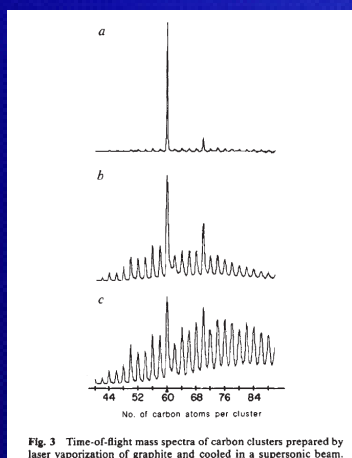 a
b
c
44 52 60 68 76 84
No. of carbon atoms per cluster
Fig. 3 Time-of-flight mass spectra of carbon clusters prepared by
laser vaporization of graphite and cooled in a supersonic beam.